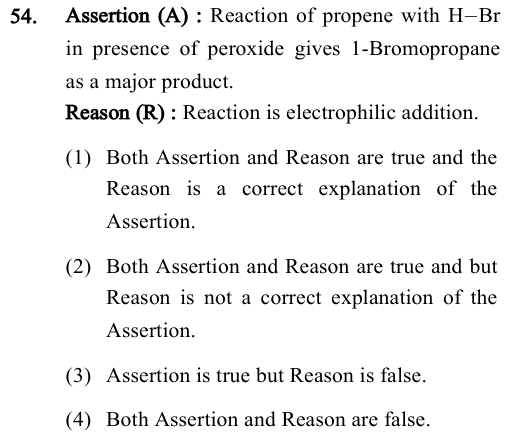 54. Assertion (A) : Reaction of propene with H–Br
in presence of peroxide gives 1-Bromopropane
as a major product.
Reason (R) : Reaction is electrophilic addition.
(1) Both Assertion and Reason are true and the
Reason is a correct explanation of the
Assertion.
(2) Both Assertion and Reason are true and but
Reason is not a correct explanation of the
Assertion.
(3) Assertion is true but Reason is false.
(4) Both Assertion and Reason are false.